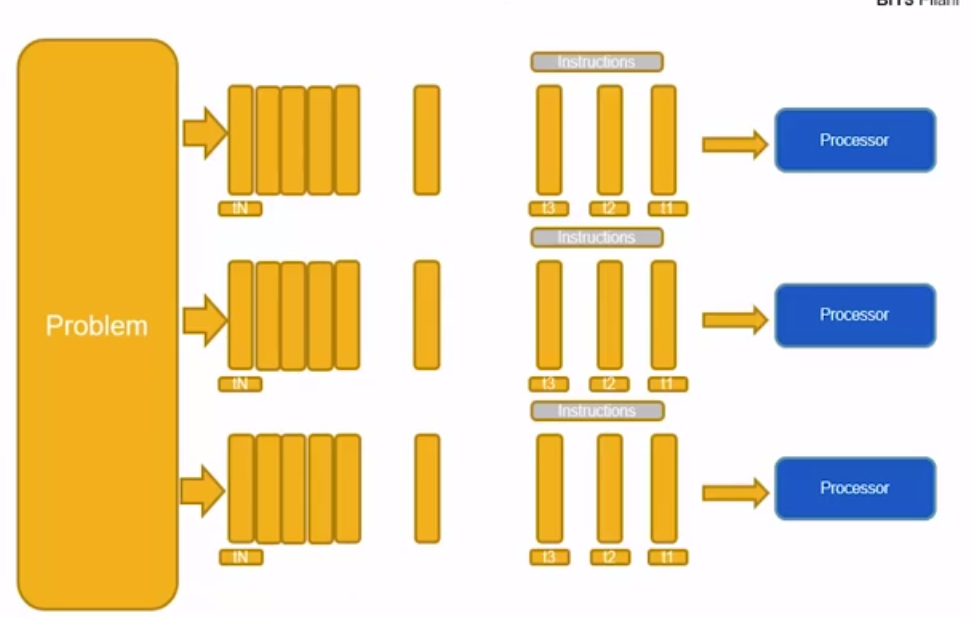 BITS Pilani
Instructions
Processor
tN
t3 t2 t1
Instructions
Problem
Processor
tN
t3 t2 t1
Instructions
Processor
tN
t3 t2 t1